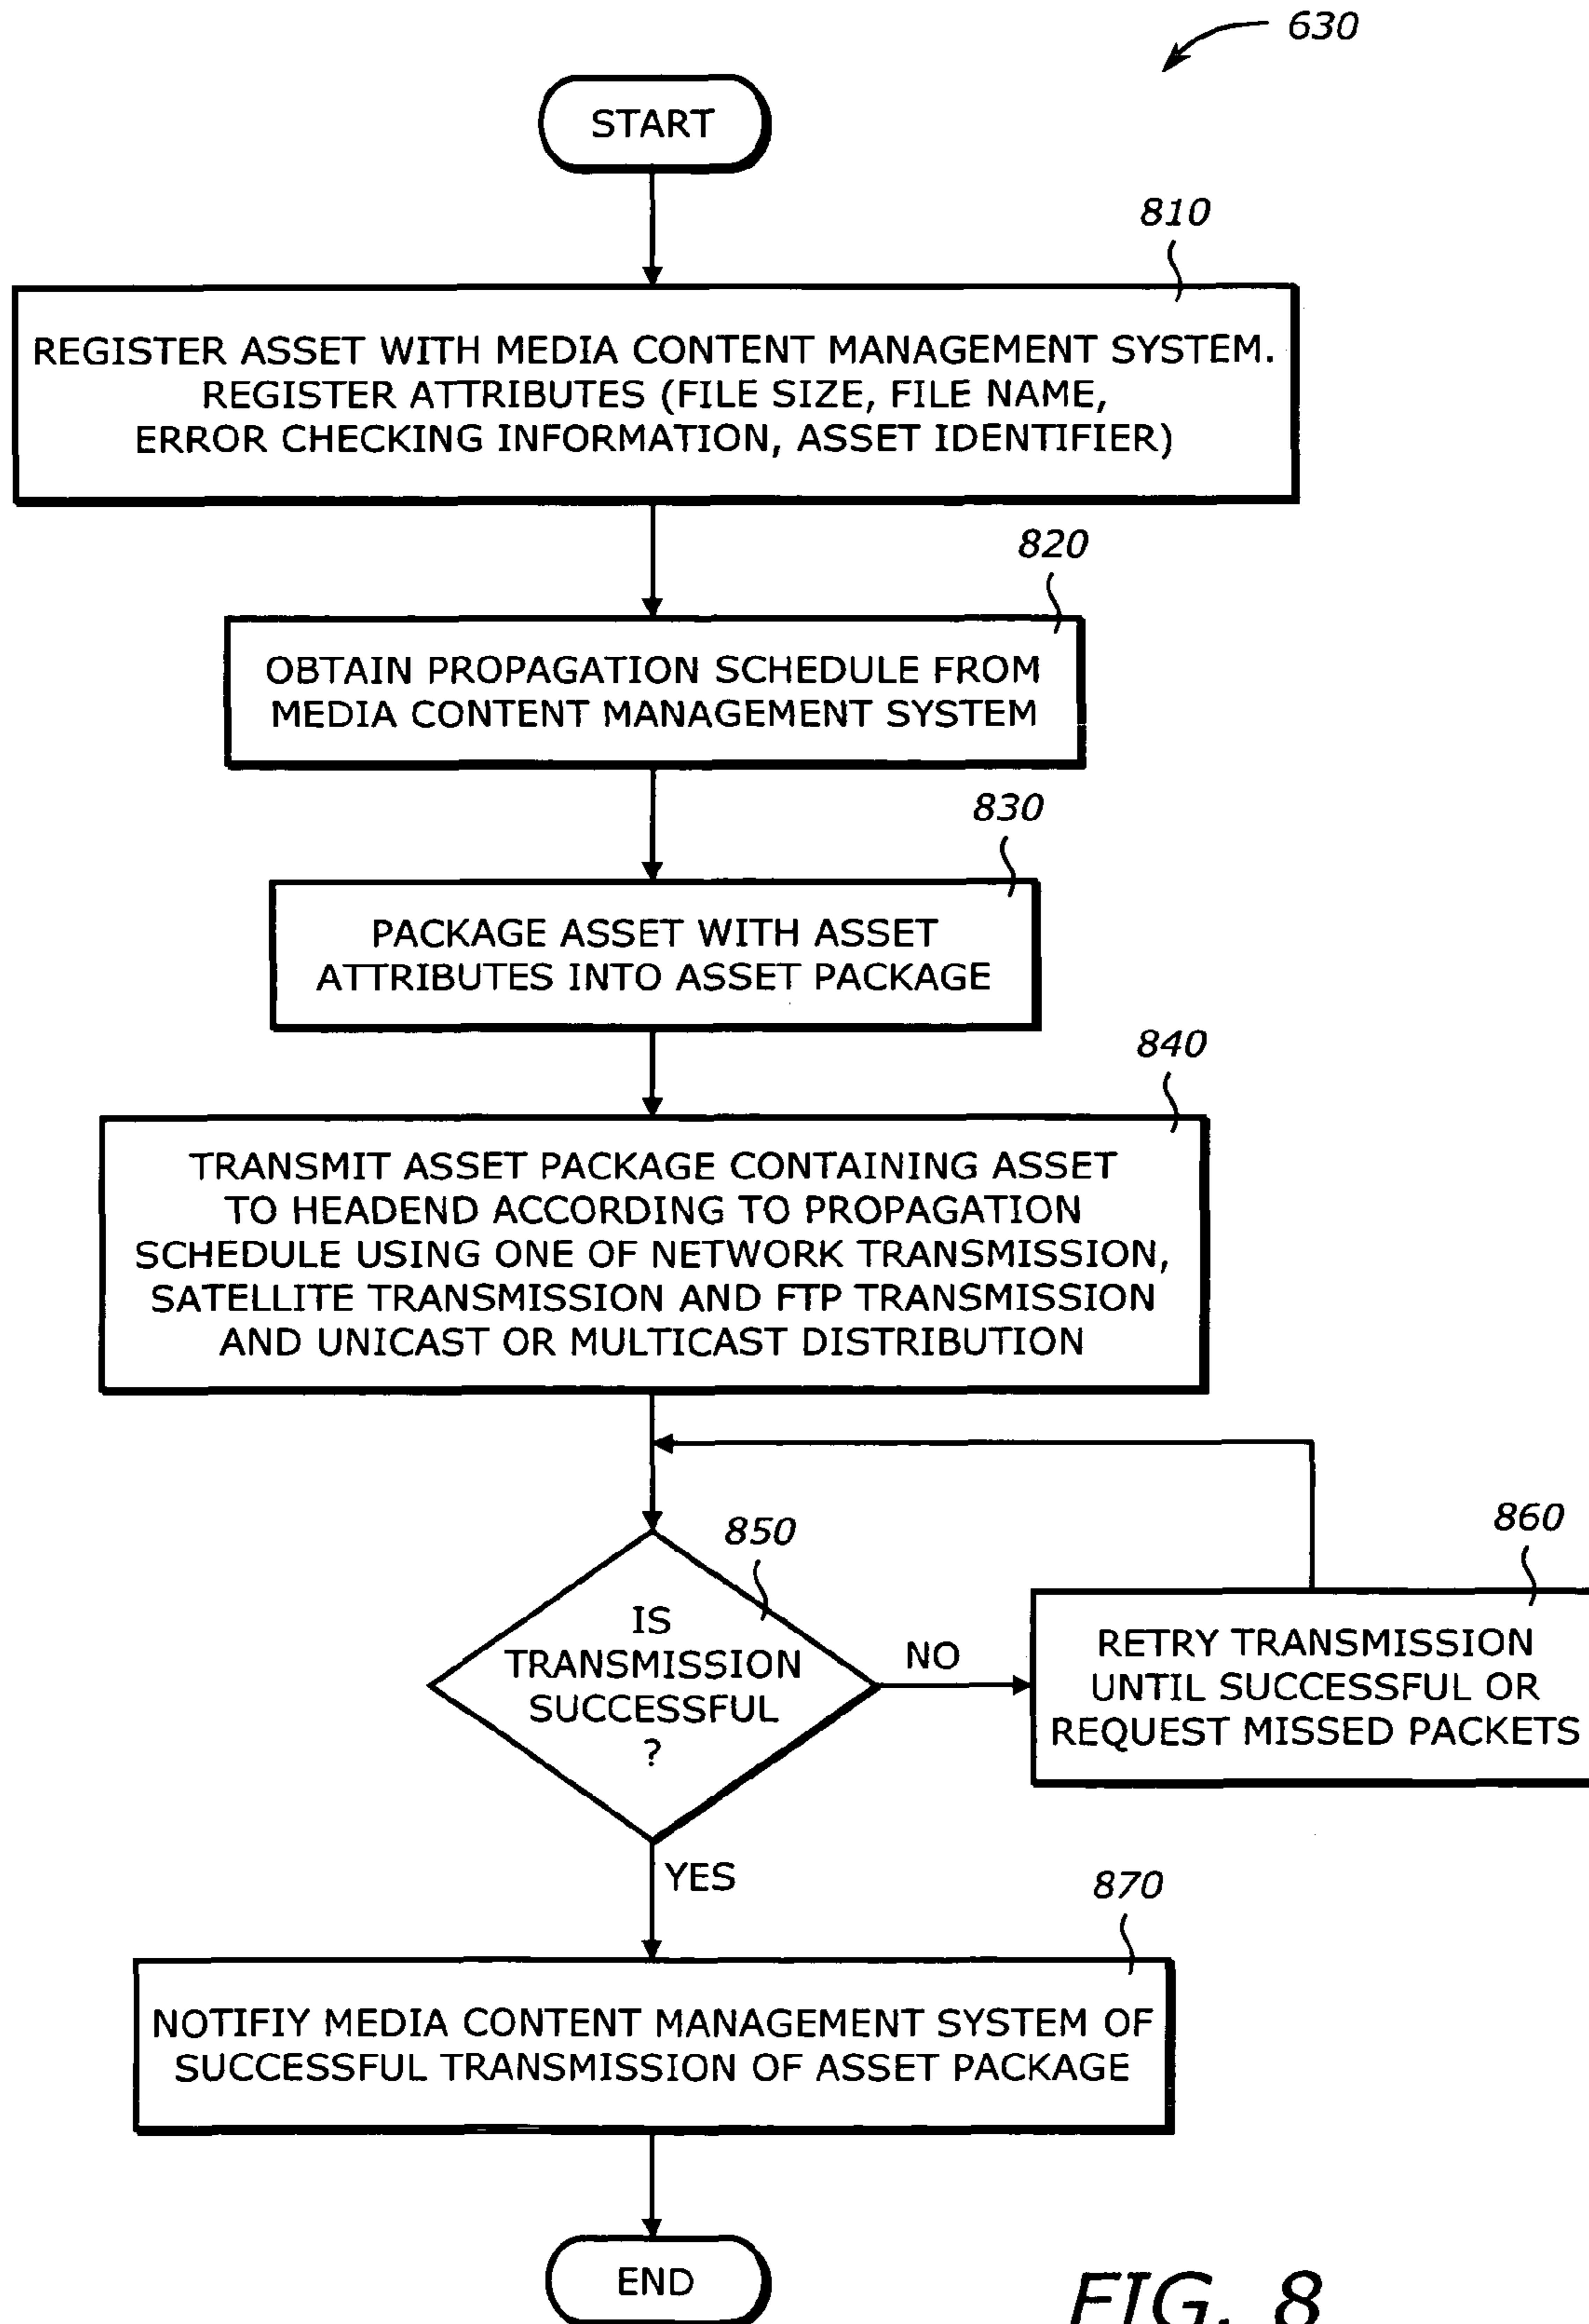 630
START
810
REGISTER ASSET WITH MEDIA CONTENT MANAGEMENT SYSTEM.
REGISTER ATTRIBUTES (FILE SIZE, FILE NAME,
ERROR CHECKING INFORMATION, ASSET IDENTIFIER)
820
OBTAIN PROPAGATION SCHEDULE FROM
MEDIA CONTENT MANAGEMENT SYSTEM
830
PACKAGE ASSET WITH ASSET
ATTRIBUTES INTO ASSET PACKAGE
840
TRANSMIT ASSET PACKAGE CONTAINING ASSET
TO HEADEND ACCORDING TO PROPAGATION
SCHEDULE USING ONE OF NETWORK TRANSMISSION,
SATELLITE TRANSMISSION AND FTP TRANSMISSION
AND UNICAST OR MULTICAST DISTRIBUTION
850
IS
TRANSMISSION
SUCCESSFUL
?
NO
860
RETRY TRANSMISSION
UNTIL SUCCESSFUL OR
REQUEST MISSED PACKETS
YES
870
NOTIFIY MEDIA CONTENT MANAGEMENT SYSTEM OF
SUCCESSFUL TRANSMISSION OF ASSET PACKAGE
END
FIG. 8